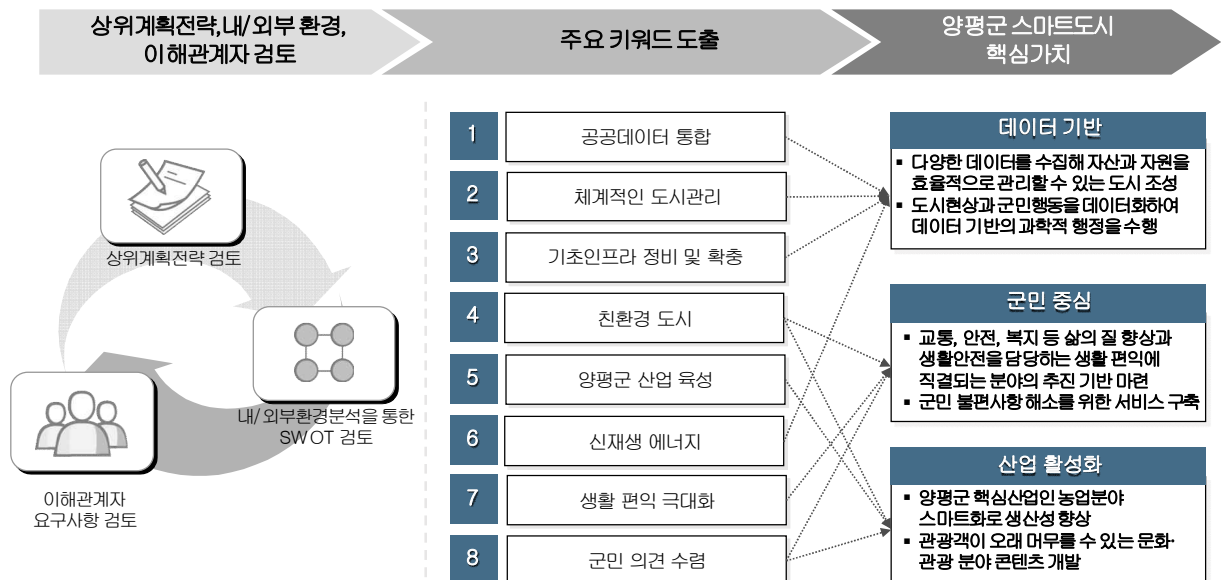 상위계획전략,내/외부 환경,
이해관계자 검토
주요 키워드 도출
양평군 스마트도시
핵심가치
상위계획전략 검토
내/외부환경분석을 통한
SWOT 검토
이해관계자
요구사항 검토
1
공공데이터 통합
2
체계적인 도시관리
3
기초인프라 정비 및 확충
4
친환경 도시
5
양평군 산업 육성
6
신재생 에너지
7
생활 편익 극대화
8
군민 의견 수렴
데이터 기반
▪ 다양한 데이터를 수집해 자산과 자원을
효율적으로 관리할 수 있는 도시 조성
▪ 도시현상과 군민행동을 데이터화하여
데이터 기반의 과학적 행정을 수행
군민 중심
▪ 교통, 안전, 복지 등 삶의 질 향상과
생활안전을 담당하는 생활 편익에
직결되는 분야의 추진 기반 마련
▪ 군민 불편사항 해소를 위한 서비스 구축
산업 활성화
▪ 양평군 핵심산업인 농업분야
스마트화로 생산성 향상
▪ 관광객이 오래 머무를 수 있는 문화·
관광 분야 콘텐츠 개발